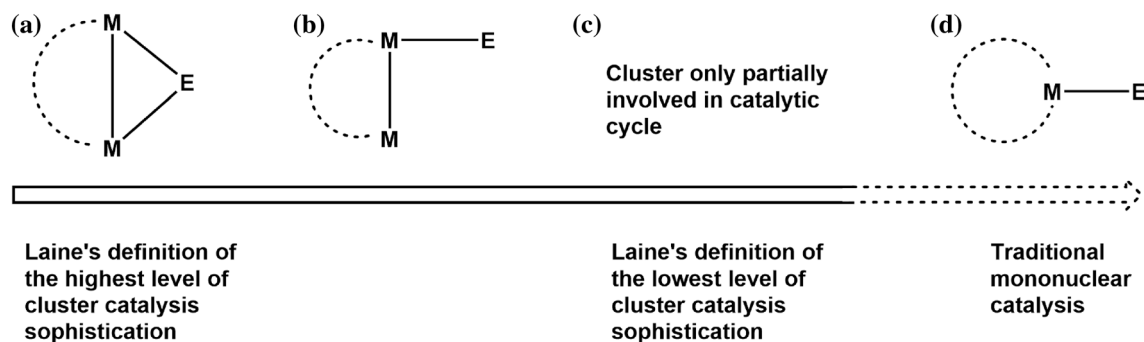 (a)
M
E
M
(b)
M
E
M
(c)
Cluster only partially
involved in catalytic
cycle
(d)
M
E
Laine's definition of
the highest level of
cluster catalysis
sophistication
Laine's definition of
the lowest level of
cluster catalysis
sophistication
Traditional
mononuclear
catalysis